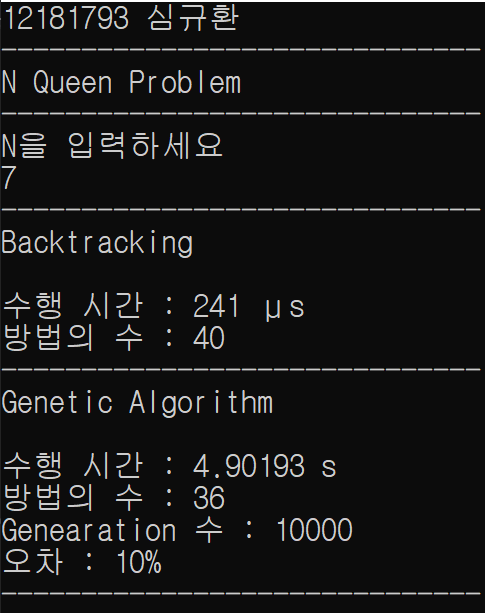 12181793 심규환
------------------------------
N Queen Problem
------------------------------
N을 입력하세요
7
------------------------------
Backtracking
수행 시간 : 241 μs
방법의 수 : 40
------------------------------
Genetic Algorithm
수행 시간 : 4.90193 s
방법의 수 : 36
Genearation 수 : 10000
오차 : 10%
------------------------------